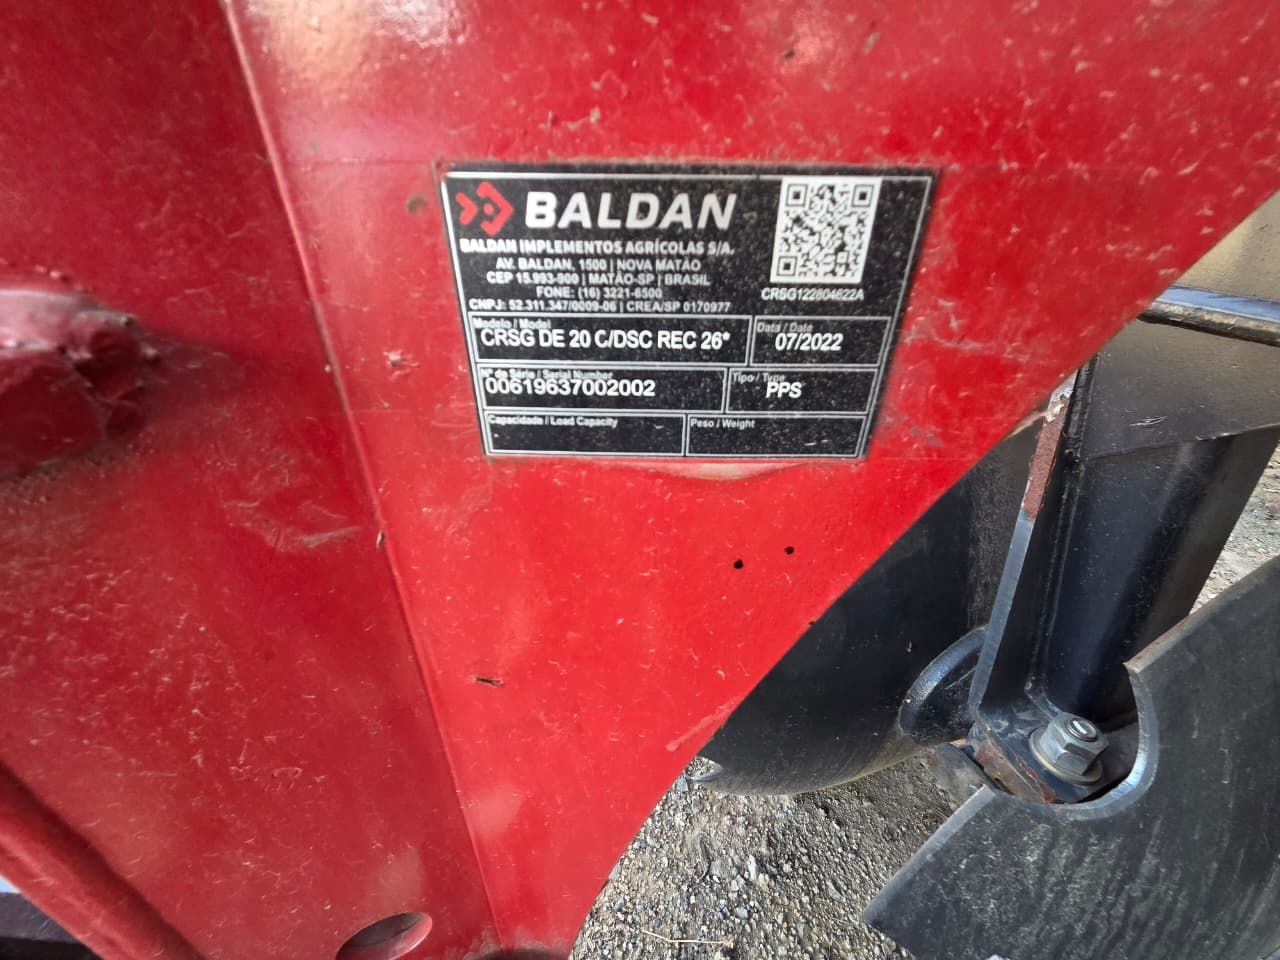 BALDAN
BALDAN IMPLEMENTOS AGRÍCOLAS S/A.
AV. BALDAN, 1500 | NOVA MATÃO
CEP 15.993-900 | MATÃO-SP | BRASIL
FONE: (16) 3221-6500
CNPJ: 52.311.347/0009-06 | CREA/SP 0170977
CRSG122804622A
Modelo / Model
CRSG DE 20 C/DSC REC 26"
Data / Date
07/2022
N° de Série / Serial Number
00619637002002
Tipo / Type
PPS
Capacidade / Load Capacity
Peso / Weight